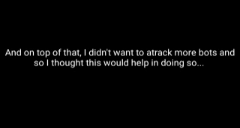 And on top of that, I didn't want to atrack more bots and
so I thought this would help in doing so...